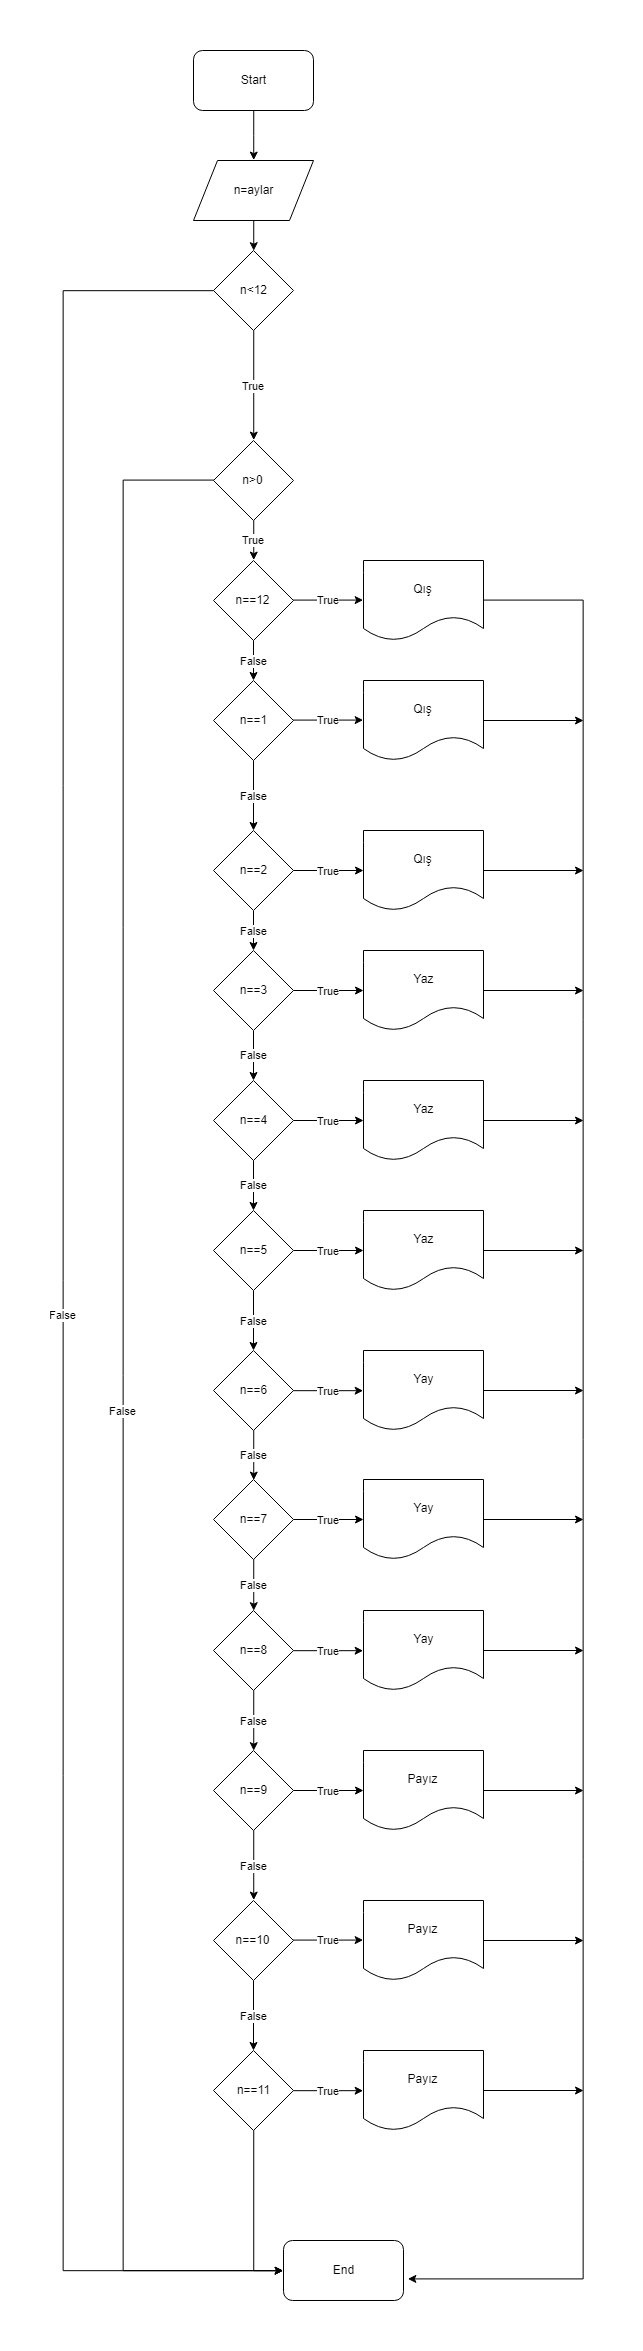 Start
n=aylar
n<12
True
n>0
True
n==12
True
Qış
False
n==1
True
Qış
False
n==2
True
Qış
False
n==3
True
Yaz
False
n==4
True
Yaz
False
n==5
True
Yaz
False
False
n==6
True
Yay
False
False
n==7
True
Yay
False
n==8
True
Yay
False
n==9
True
Payız
False
n==10
True
Payız
False
n==11
True
Payız
End